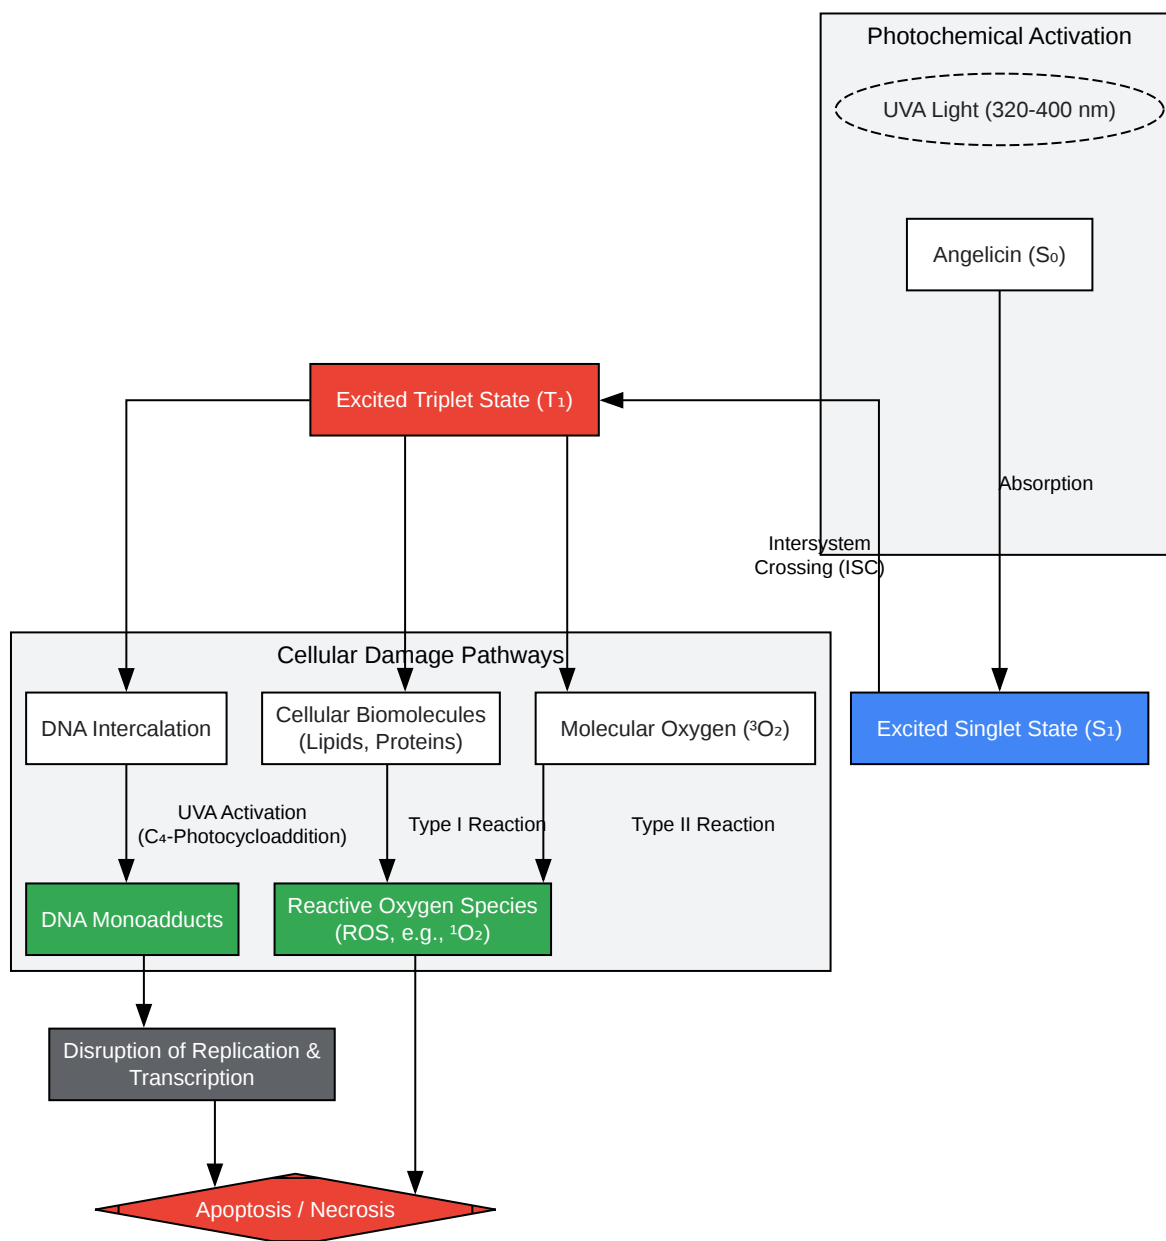 Photochemical Activation
UVA Light (320-400 nm)
Angelicin (S₀)
Excited Triplet State (T₁)
Absorption
Intersystem
Crossing (ISC)
Cellular Damage Pathways
DNA Intercalation
Cellular Biomolecules
(Lipids, Proteins)
Molecular Oxygen (³O₂)
Excited Singlet State (S₁)
UVA Activation
(C₄-Photocycloaddition)
Type I Reaction
Type II Reaction
DNA Monoadducts
Reactive Oxygen Species
(ROS, e.g., ¹O₂)
Disruption of Replication &
Transcription
Apoptosis / Necrosis